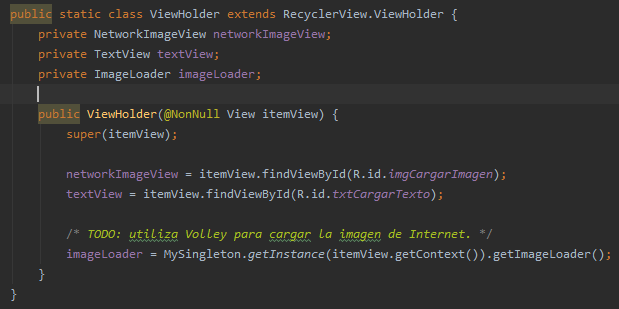 public static class ViewHolder extends RecyclerView.ViewHolder {
private NetworkImageView networkImageView;
private TextView textView;
private ImageLoader imageLoader;
public ViewHolder(@NonNull View itemView) {
super(itemView);
networkImageView = itemView.findViewById(R.id.imgCargarImagen);
textView = itemView.findViewById(R.id.txtCargarTexto);
/* TODO: utiliza Volley para cargar la imagen de Internet. */
imageLoader = MySingleton.getInstance(itemView.getContext()).getImageLoader();
}
}